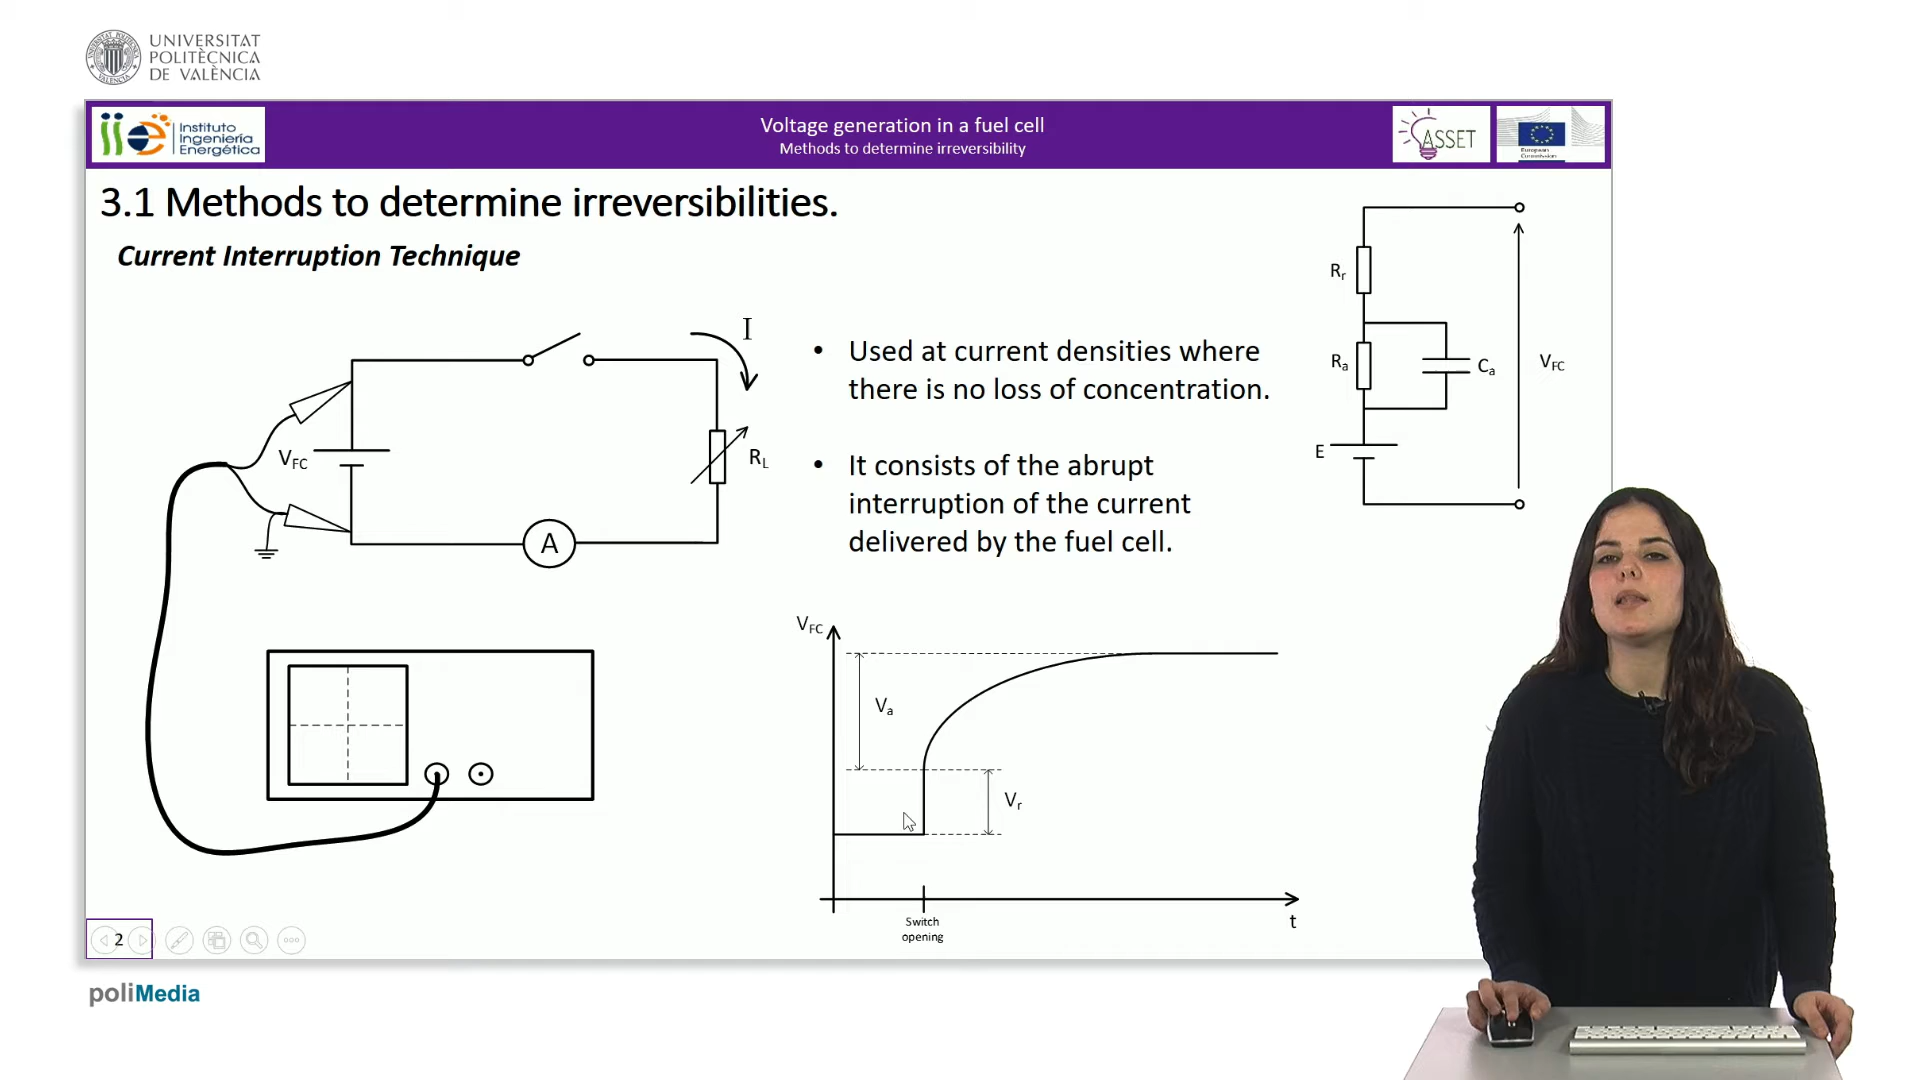 UNIVERSITAT
POLITÈCNICA
DE VALÈNCIA
iie
Instituto
Ingeniería
Energética
Voltage generation in a fuel cell
Methods to determine irreversibility
ASSET
European
Commission
3.1 Methods to determine irreversibilities.
Current Interruption Technique
I
VFC
RL
A
• Used at current densities where
there is no loss of concentration.
• It consists of the abrupt
interruption of the current
delivered by the fuel cell.
Rr
Ra
Ca
VFC
E
VFC
Va
Vr
Switch
opening
t
2
poliMedia